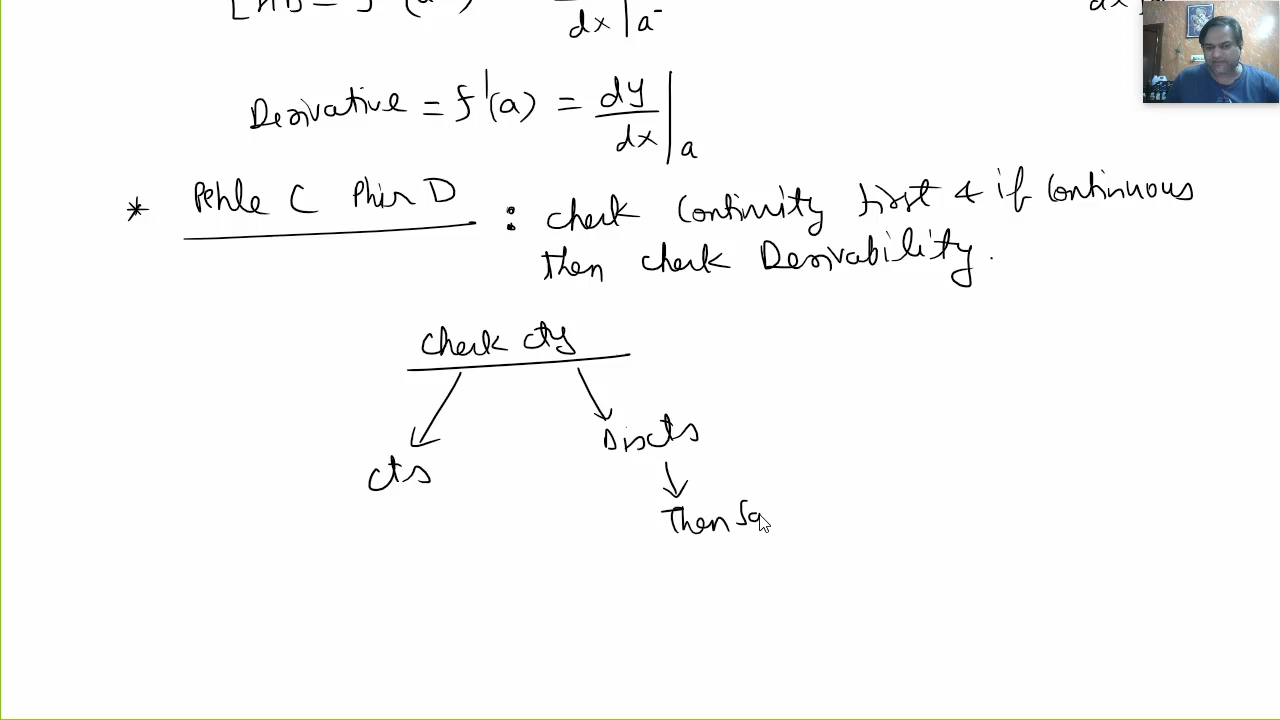 dx | a⁻
Derivative = f'(a) = dy/dx |a
* Pehle C Phir D : check Continuity first & if Continuous
then check Derivability.
Check cty
Discts
cts
Then